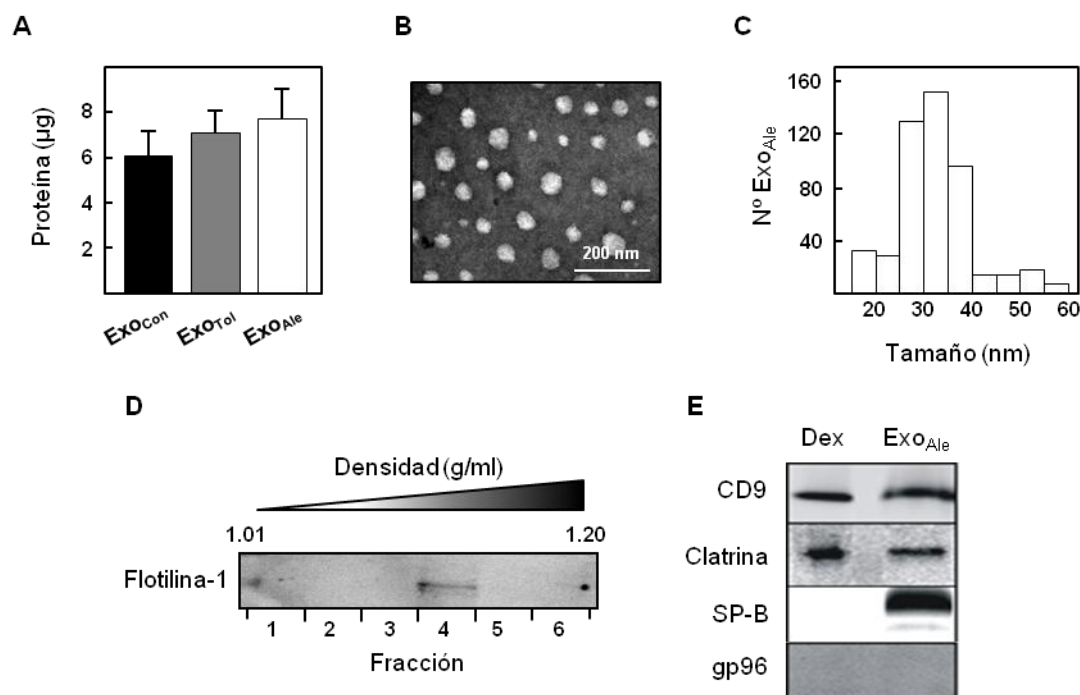 A
Proteína (µg)
8
6
4
2
Exo Con
Exo Tol
Exo Ale
B
200 nm
C
Nº Exo Ale
160
120
80
40
20 30 40 50 60
Tamaño (nm)
D
Densidad (g/ml)
1.01 1.20
Flotilina-1
1 2 3 4 5 6
Fracción
E
Dex Exo Ale
CD9
Clatrina
SP-B
gp96